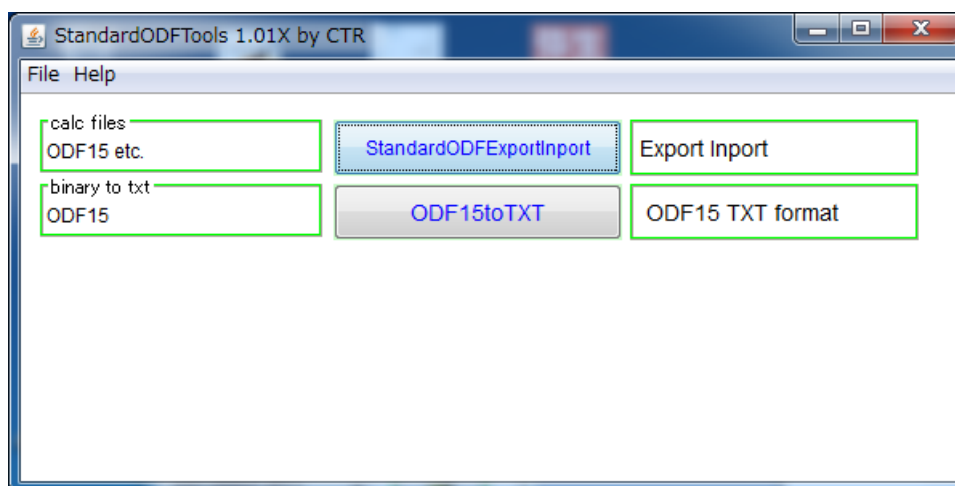 StandardODFTools 1.01X by CTR
File Help
calc files
ODF15 etc.
StandardODFExportInport
Export Inport
binary to txt
ODF15
ODF15toTXT
ODF15 TXT format